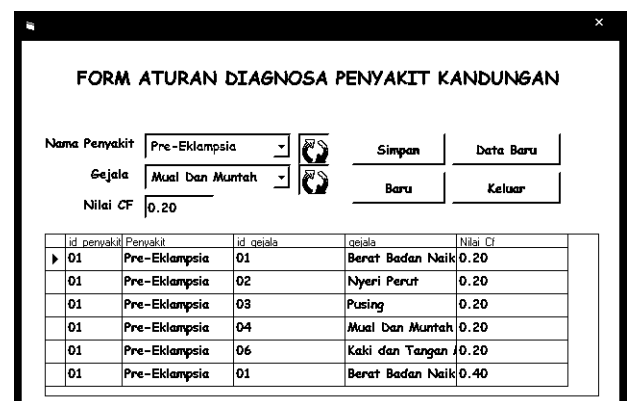 FORM ATURAN DIAGNOSA PENYAKIT KANDUNGAN
Nama Penyakit Pre-Eklampsia Simpan Data Baru
Gejala Mual Dan Muntah Baru Keluar
Nilai CF 0.20
id_penyakit Penyakit id_gejala gejala Nilai_Cf
01 Pre-Eklampsia 01 Berat Badan Naik 0.20
01 Pre-Eklampsia 02 Nyeri Perut 0.20
01 Pre-Eklampsia 03 Pusing 0.20
01 Pre-Eklampsia 04 Mual Dan Muntah 0.20
01 Pre-Eklampsia 06 Kaki dan Tangan 0.20
01 Pre-Eklampsia 01 Berat Badan Naik 0.40